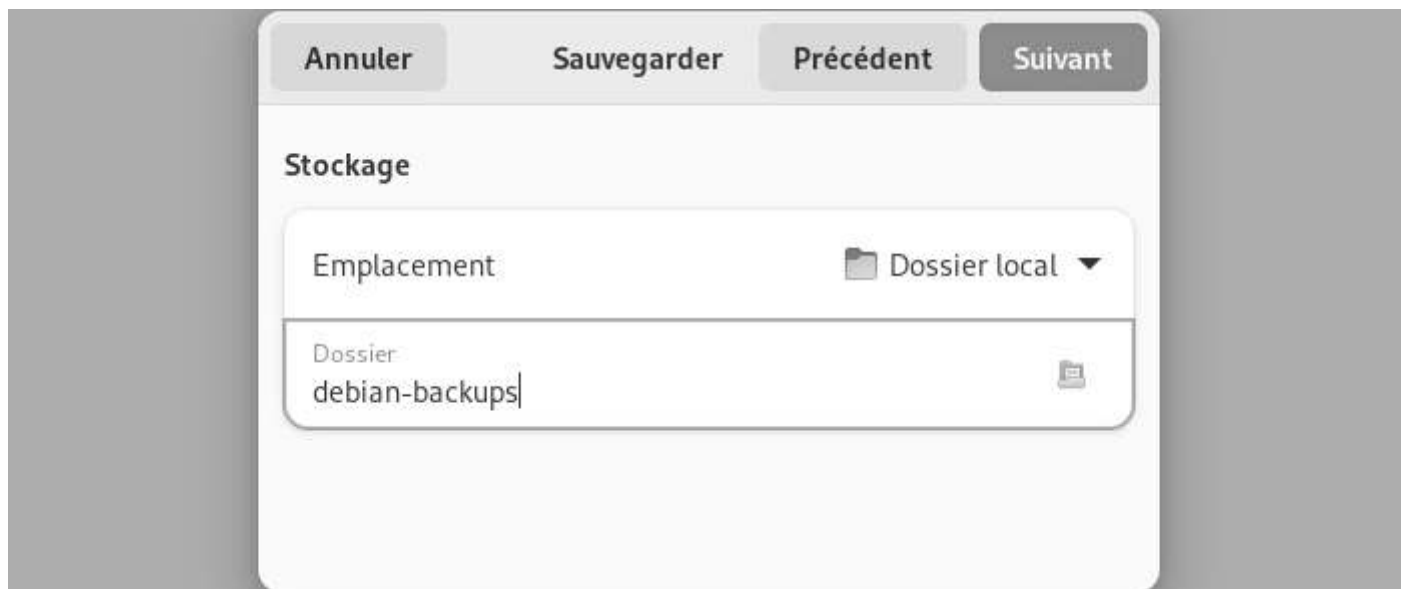 Annuler Sauvegarder Précédent Suivant
Stockage
Emplacement Dossier local
Dossier
debian-backups